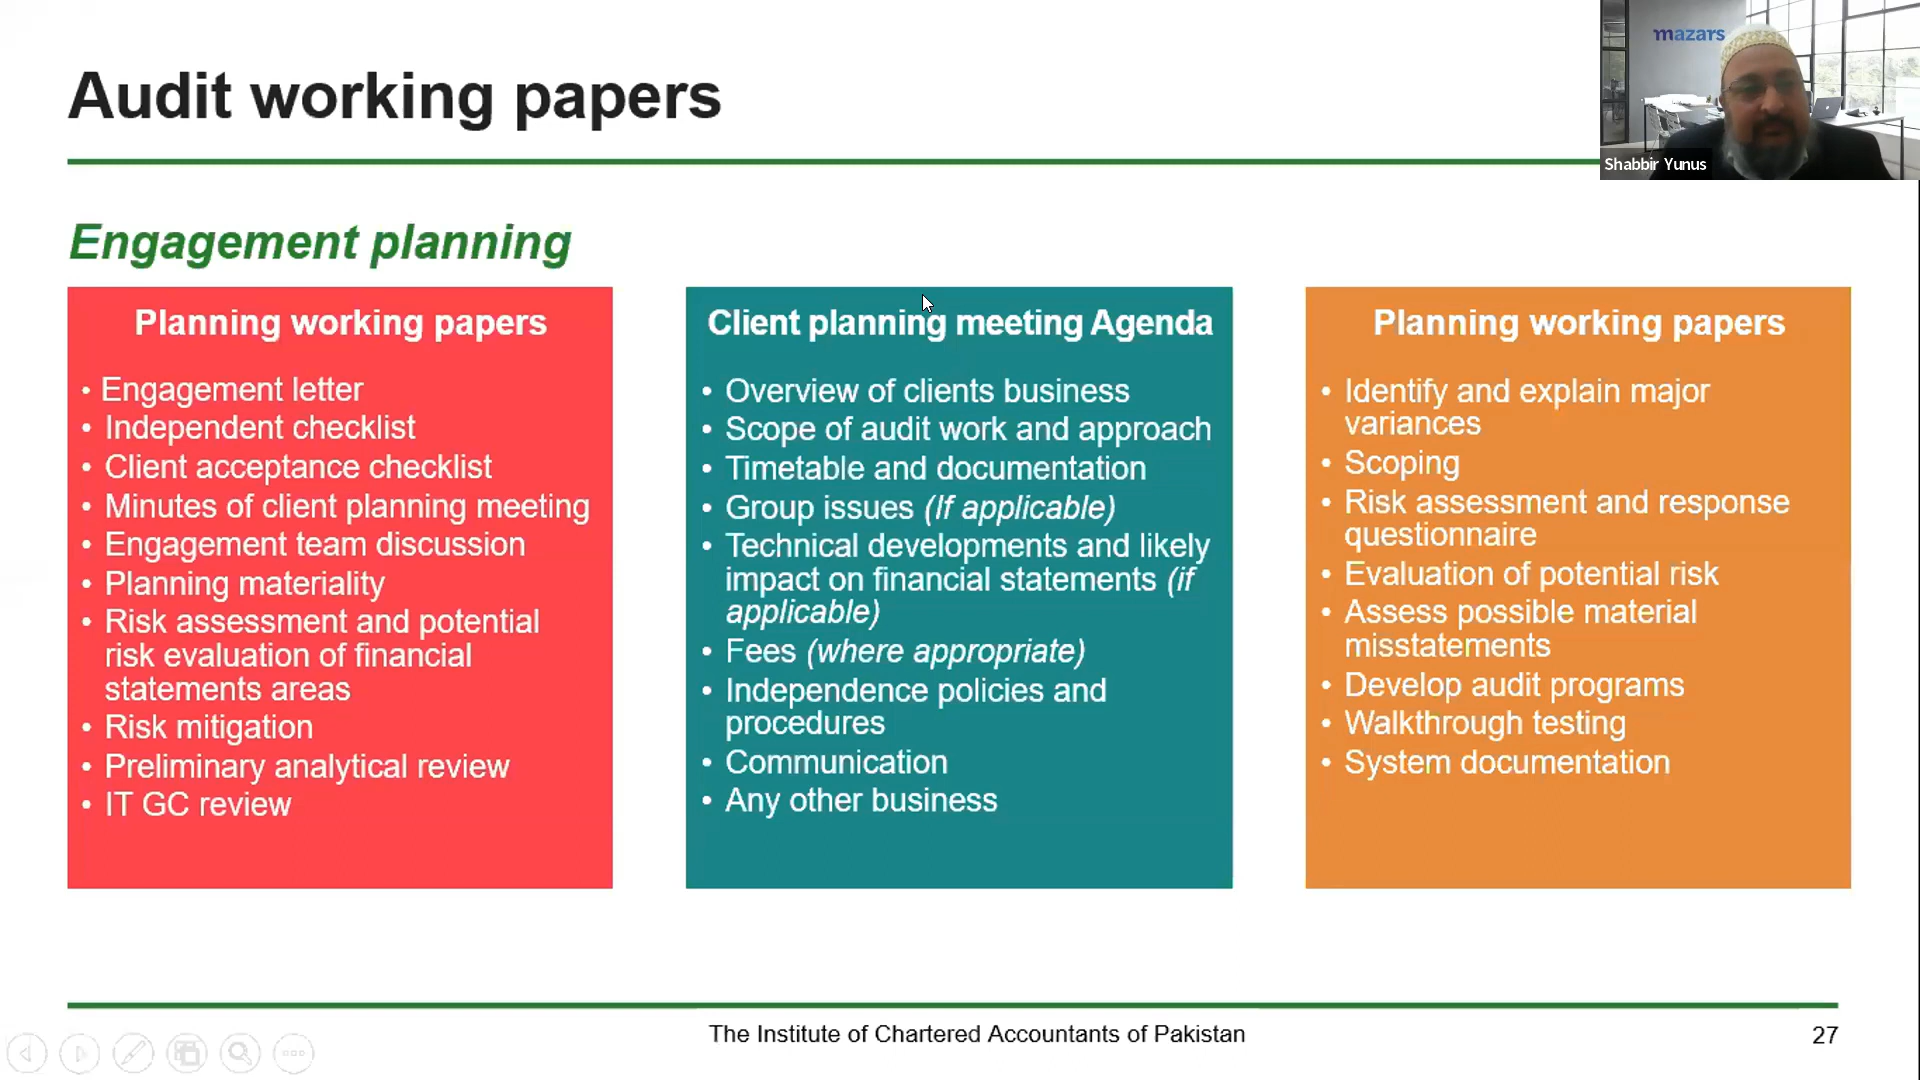 mazars
Shabbir Yunus
Audit working papers
Engagement planning
Planning working papers
• Engagement letter
• Independent checklist
• Client acceptance checklist
• Minutes of client planning meeting
• Engagement team discussion
• Planning materiality
• Risk assessment and potential
risk evaluation of financial
statements areas
• Risk mitigation
• Preliminary analytical review
• IT GC review
Client planning meeting Agenda
• Overview of clients business
• Scope of audit work and approach
• Timetable and documentation
• Group issues (If applicable)
• Technical developments and likely
impact on financial statements (if
applicable)
• Fees (where appropriate)
• Independence policies and
procedures
• Communication
• Any other business
Planning working papers
• Identify and explain major
variances
• Scoping
• Risk assessment and response
questionnaire
• Evaluation of potential risk
• Assess possible material
misstatements
• Develop audit programs
• Walkthrough testing
• System documentation
The Institute of Chartered Accountants of Pakistan
27